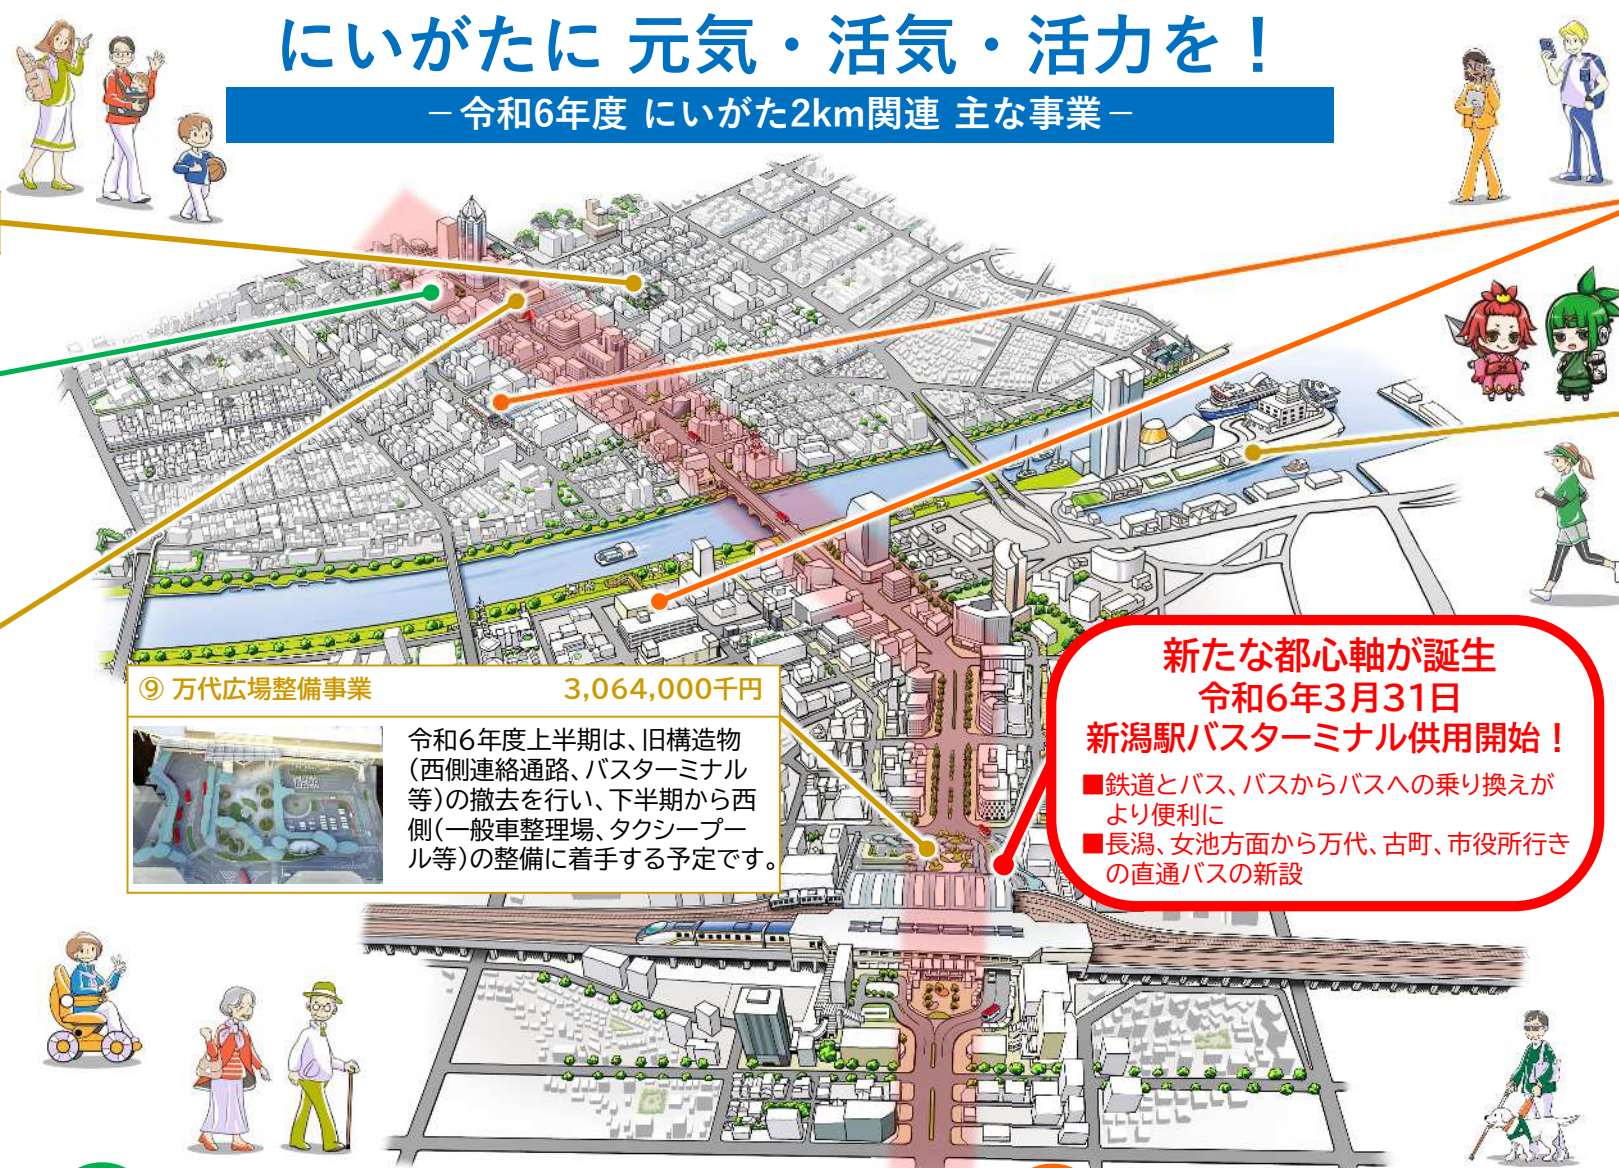 にいがたに 元気・活気・活力を！
－令和6年度 にいがた2km関連 主な事業－
⑨ 万代広場整備事業 3,064,000千円
令和6年度上半期は、旧構造物
（西側連絡通路、バスターミナル
等）の撤去を行い、下半期から西
側（一般車整理場、タクシープー
ル等）の整備に着手する予定です。
新たな都心軸が誕生
令和6年3月31日
新潟駅バスターミナル供用開始！
■鉄道とバス、バスからバスへの乗り換えが
より便利に
■長潟、女池方面から万代、古町、市役所行き
の直通バスの新設